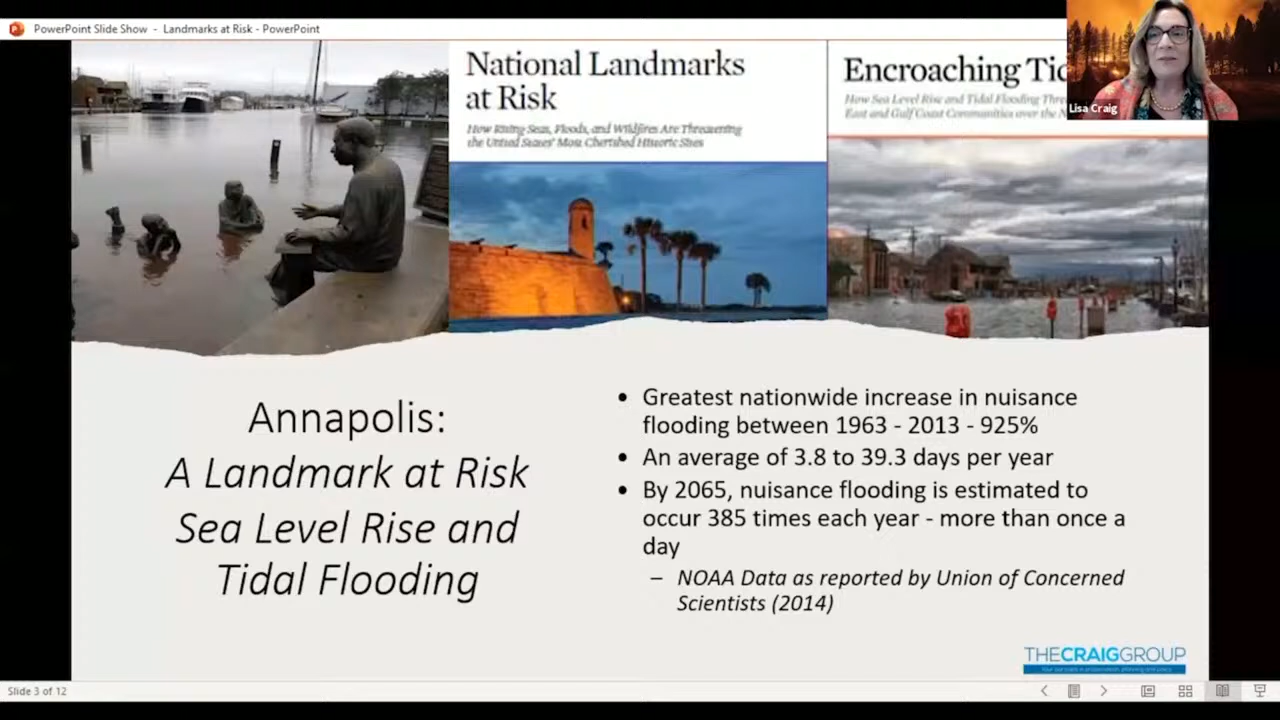 PowerPoint Slide Show - Landmarks at Risk - PowerPoint
National Landmarks
at Risk
How Rising Seas, Floods, and Wildfires Are Threatening
the United States' Most Cherished Historic Sites
Encroaching Tid
How Sea Level Rise and Tidal Flooding Thre
East and Gulf Coast Communities over the N
Lisa Craig
Annapolis:
A Landmark at Risk
Sea Level Rise and
Tidal Flooding
• Greatest nationwide increase in nuisance
flooding between 1963 - 2013 - 925%
• An average of 3.8 to 39.3 days per year
• By 2065, nuisance flooding is estimated to
occur 385 times each year - more than once a
day
– NOAA Data as reported by Union of Concerned
Scientists (2014)
THECRAIGGROUP
Slide 3 of 12